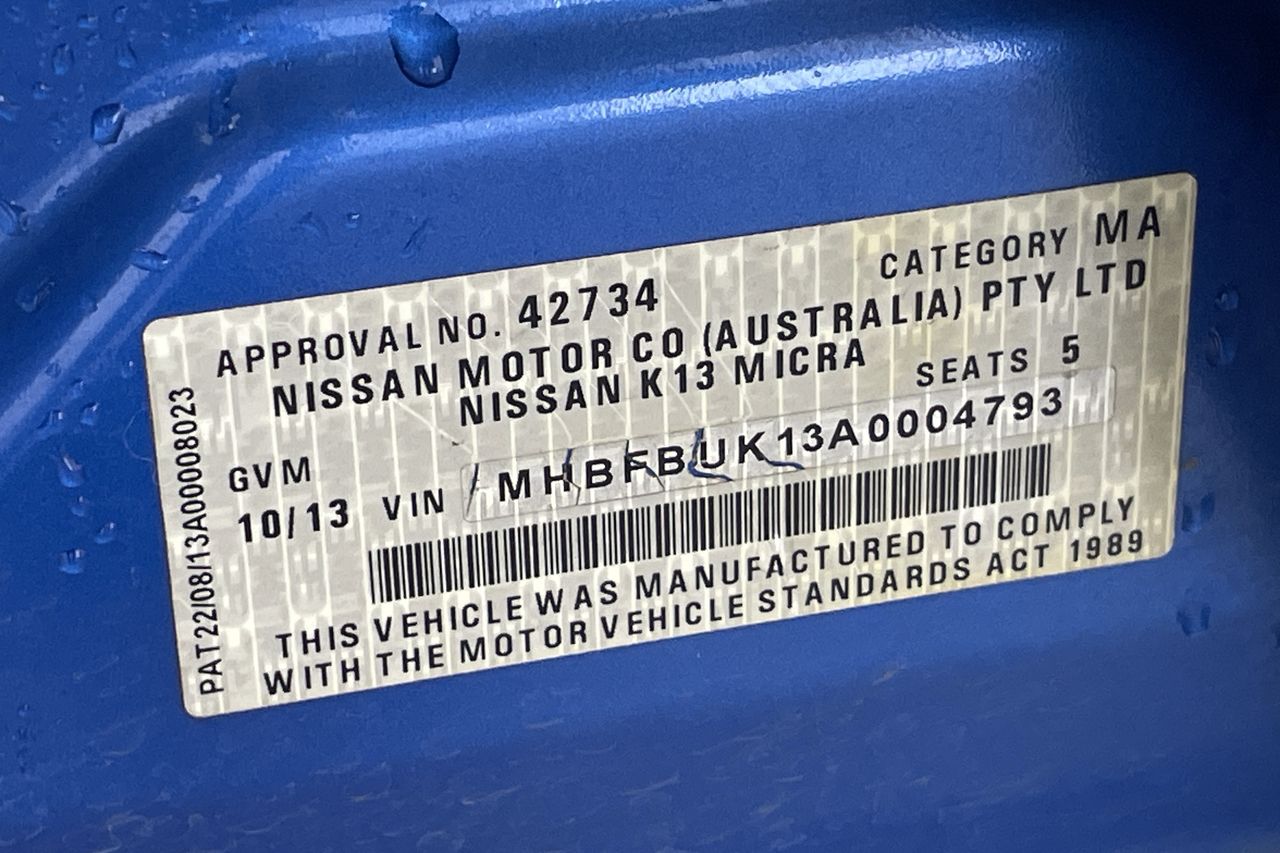 APPROVAL NO. 42734 CATEGORY MA
NISSAN MOTOR CO (AUSTRALIA) PTY LTD
NISSAN K13 MICRA SEATS 5
GVM
10/13 VIN MHBFBUK13A0004793
THIS VEHICLE WAS MANUFACTURED TO COMPLY
WITH THE MOTOR VEHICLE STANDARDS ACT 1989
PAT22/08/13A00008023